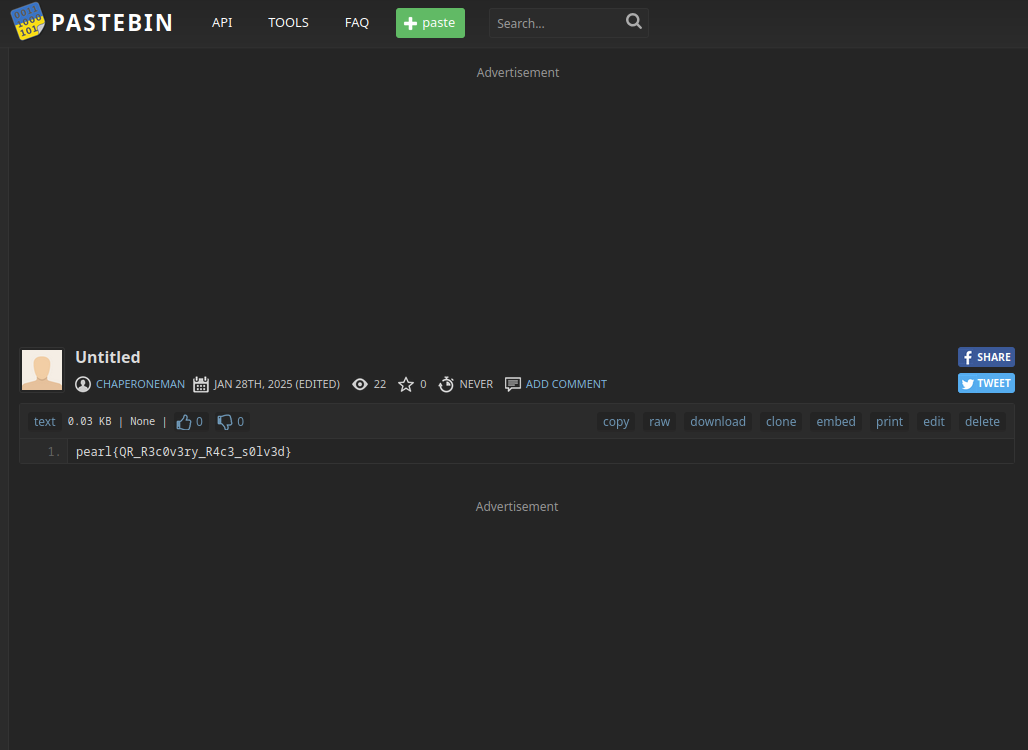 PASTEBIN API TOOLS FAQ paste Search...
Advertisement
Untitled
SHARE
CHAPERONEMAN JAN 28TH, 2025 (EDITED) 22 0 NEVER ADD COMMENT
TWEET
text 0.03 KB | None | 0 0 copy raw download clone embed print edit delete
1. pearl{QR_R3c0v3ry_R4c3_s0lv3d}
Advertisement